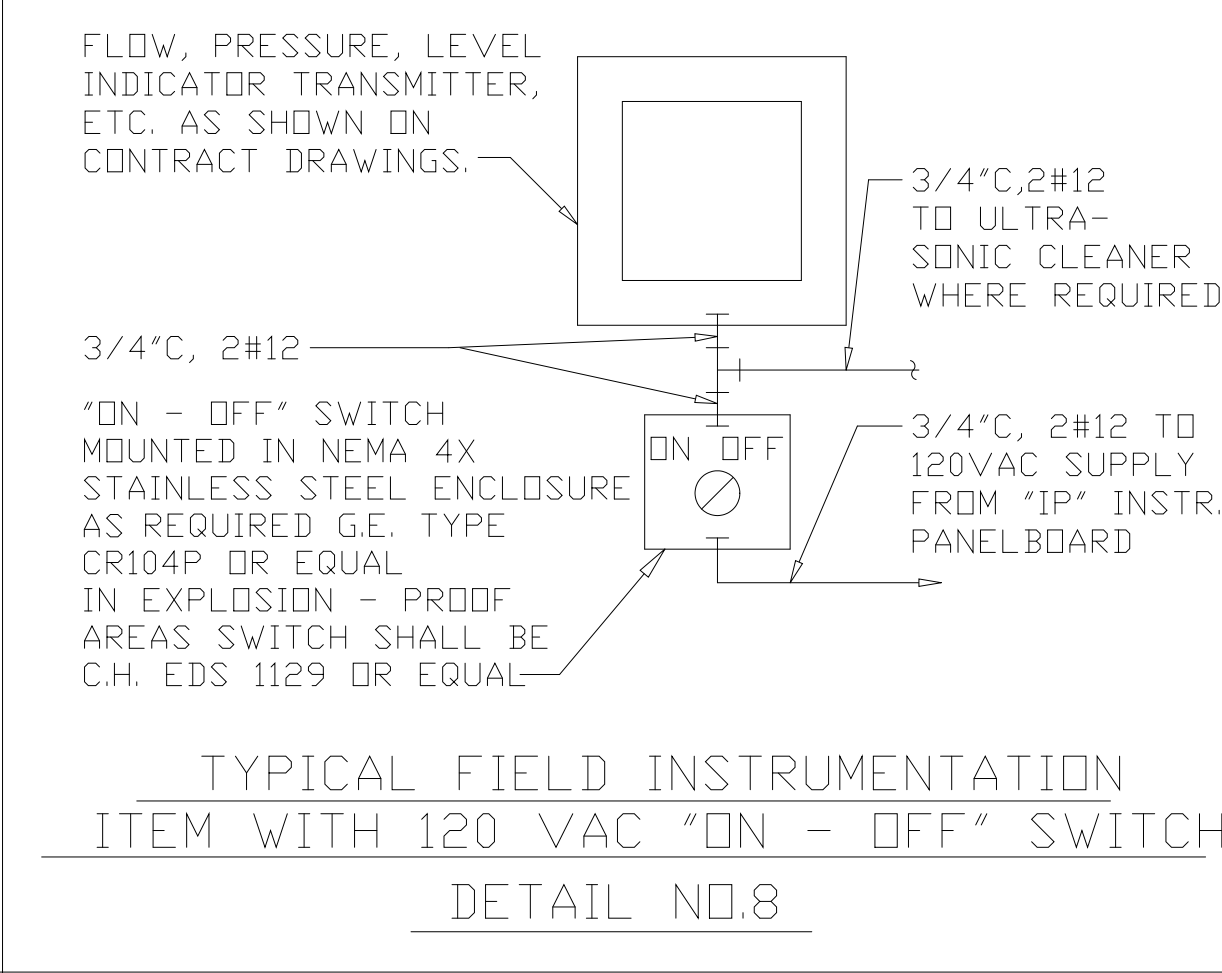 FLOW, PRESSURE, LEVEL
INDICATOR TRANSMITTER,
ETC. AS SHOWN ON
CONTRACT DRAWINGS.
3/4"C,2#12
TO ULTRA-
SONIC CLEANER
WHERE REQUIRED
3/4"C, 2#12
"ON - OFF" SWITCH
MOUNTED IN NEMA 4X
STAINLESS STEEL ENCLOSURE
AS REQUIRED G.E. TYPE
CR104P OR EQUAL
IN EXPLOSION - PROOF
AREAS SWITCH SHALL BE
C.H. EDS 1129 OR EQUAL
ON OFF
3/4"C, 2#12 TO
120VAC SUPPLY
FROM "IP" INSTR.
PANELBOARD
TYPICAL FIELD INSTRUMENTATION
ITEM WITH 120 VAC "ON - OFF" SWITCH
DETAIL NO.8